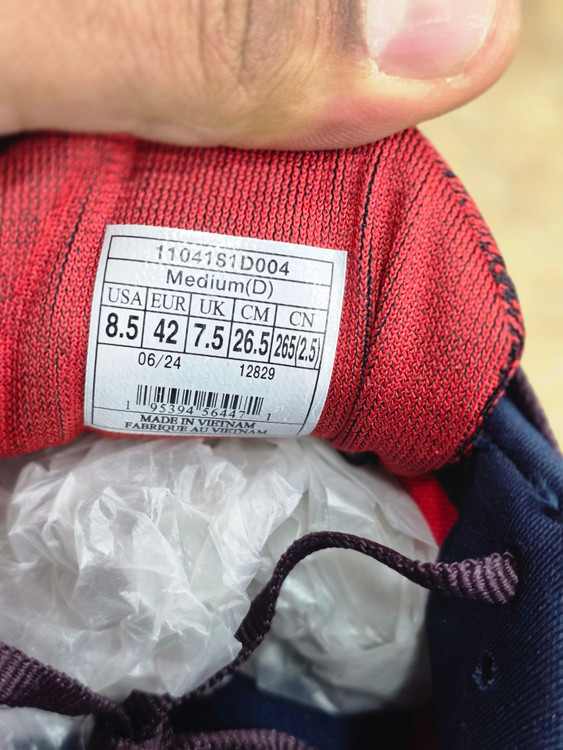 1104181D004
Medium(D)
USA EUR UK CM CN
8.5 42 7.5 26.5 265(2.5)
06/24 12829
1 95394 56447 1
MADE IN VIETNAM
FABRIQUE AU VIETNAM